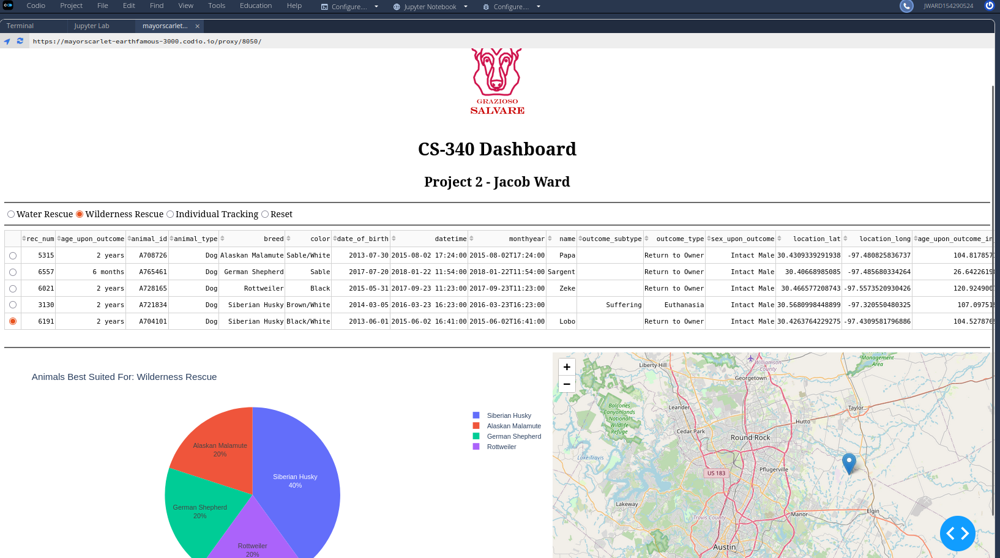 Codio Project File Edit Find View Tools Education Help Configure.... Jupyter Notebook Configure.... JWARD154290524
Terminal Jupyter Lab mayorscarlet... ×
https://mayorscarlet-earthfamous-3000.codio.io/proxy/8050/
GRAZIOSO
SALVARE
CS-340 Dashboard
Project 2 - Jacob Ward
Water Rescue Wilderness Rescue Individual Tracking Reset
rec_num age_upon_outcome animal_id animal_type breed color date_of_birth datetime monthyear name outcome_subtype outcome_type sex_upon_outcome location_lat location_long age_upon_outcome_in
5315 2 years A708726 Dog Alaskan Malamute Sable/White 2013-07-30 2015-08-02 17:24:00 2015-08-02T17:24:00 Papa Return to Owner Intact Male 30.4309339291938 -97.480825836737 104.817857
6557 6 months A765461 Dog German Shepherd Sable 2017-07-20 2018-01-22 11:54:00 2018-01-22T11:54:00 Sargent Return to Owner Intact Male 30.40668985085 -97.485680334264 26.6422619
6021 2 years A728165 Dog Rottweiler Black 2015-05-31 2017-09-23 11:23:00 2017-09-23T11:23:00 Zeke Return to Owner Intact Male 30.466577208743 -97.5573520930426 120.924900
3130 2 years A721834 Dog Siberian Husky Brown/White 2014-03-05 2016-03-23 16:23:00 2016-03-23T16:23:00 Suffering Euthanasia Intact Male 30.5680998448899 -97.320550480325 107.09751
6191 2 years A704101 Dog Siberian Husky Black/White 2013-06-01 2015-06-02 16:41:00 2015-06-02T16:41:00 Lobo Return to Owner Intact Male 30.4263764229275 -97.4309581796886 104.527876
Animals Best Suited For: Wilderness Rescue
Siberian Husky
Alaskan Malamute
German Shepherd
Rottweiler
Alaskan Malamute
20%
Siberian Husky
40%
German Shepherd
20%
Rottweiler
20%
+
−
Liberty Hill
Williamson
County
Management
Area
Georgetown
Balcones
Canyonlands
National
Wildlife
Refuge
Leander
Taylor
Hutto
Cedar Park
Round Rock
Lake Travis
US 183
Pflugerville
Lakeway
Manor
Elgin
Travis County
Austin